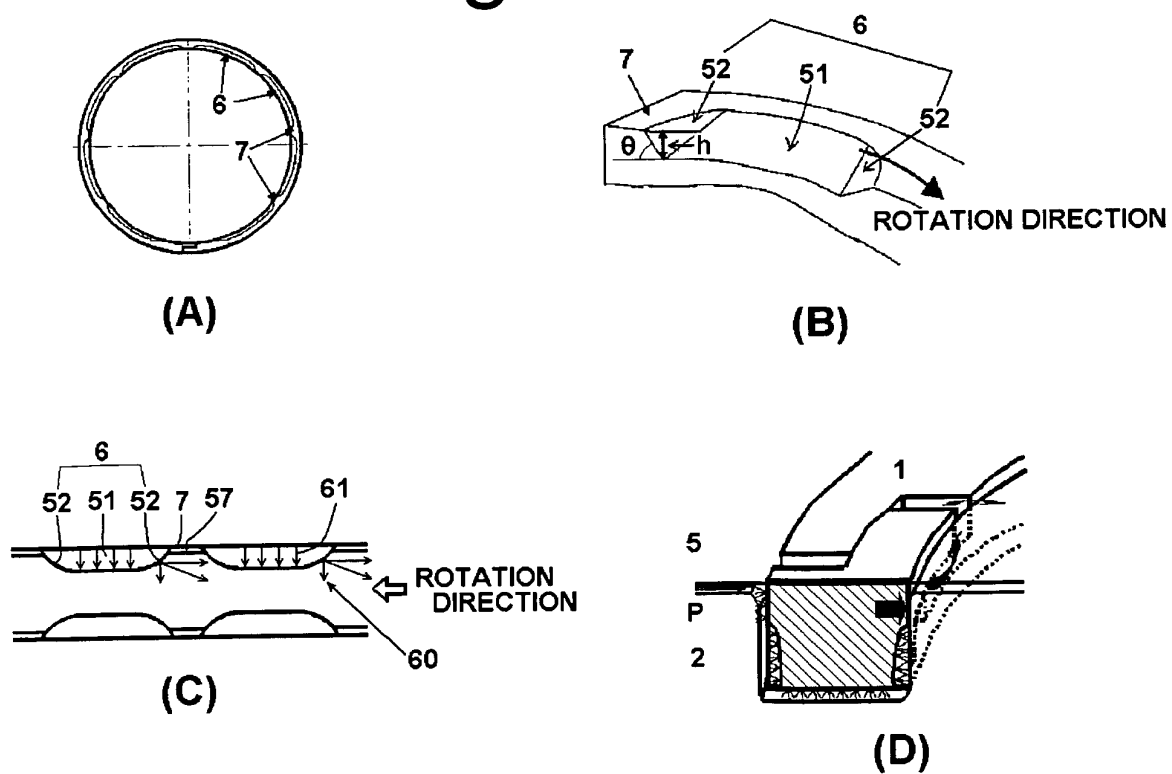 6
7
(A)
6
7
52
51
52
θ
h
ROTATION DIRECTION
(B)
6
52 51 52 7 57
61
ROTATION
DIRECTION
60
(C)
1
5
P
2
(D)